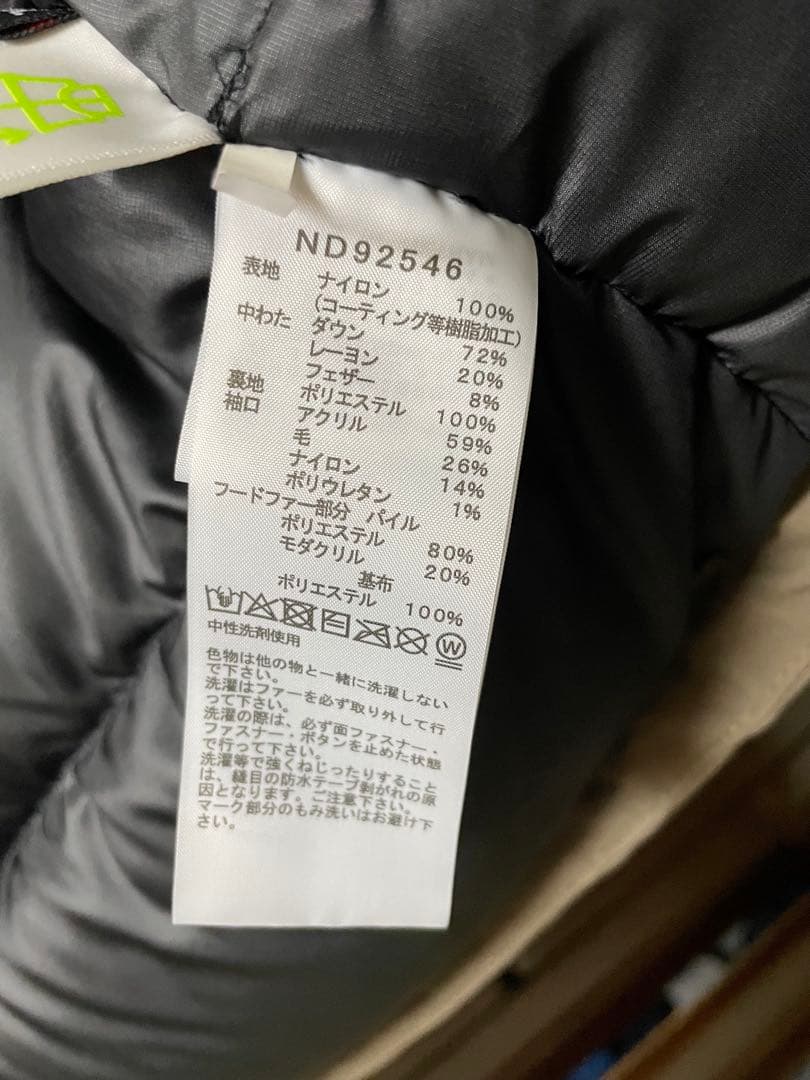 ND92546
表地 ナイロン 100%
(コーティング等樹脂加工)
中わた ダウン 72%
レーヨン 20%
フェザー 8%
裏地 ポリエステル 100%
袖口 アクリル 59%
毛 26%
ナイロン 14%
ポリウレタン 1%
フードファー部分 パイル
ポリエステル 80%
モダクリル 20%
基布
ポリエステル 100%
W
中性洗剤使用
色物は他の物と一緒に洗濯しない
で下さい。
洗濯はファーを必ず取り外して行
って下さい。
洗濯の際は、必ず面ファスナー・
ファスナー・ボタンを止めた状態
で行って下さい。
洗濯等で強くねじったりすること
は、縫目の防水テープ剥がれの原
因となります。ご注意下さい。
マーク部分のもみ洗いはお避け下
さい。